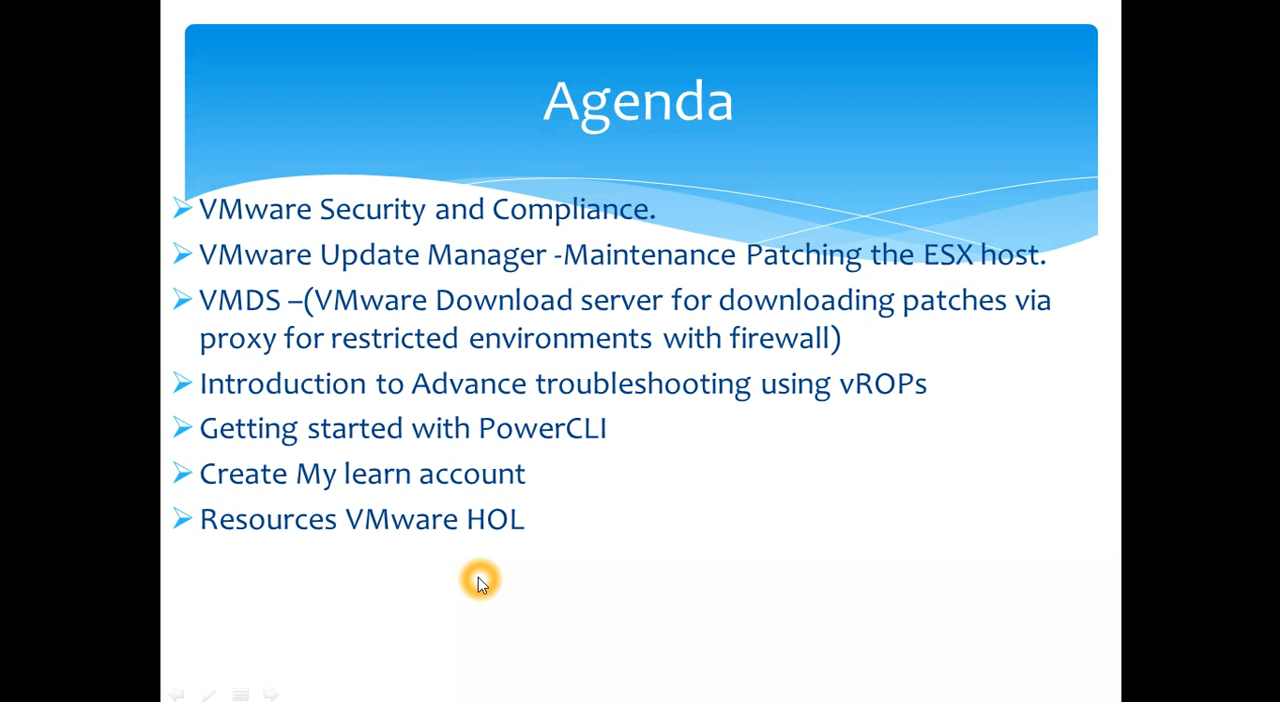 Agenda
VMware Security and Compliance.
VMware Update Manager -Maintenance Patching the ESX host.
VMDS –(VMware Download server for downloading patches via
proxy for restricted environments with firewall)
Introduction to Advance troubleshooting using vROPs
Getting started with PowerCLI
Create My learn account
Resources VMware HOL